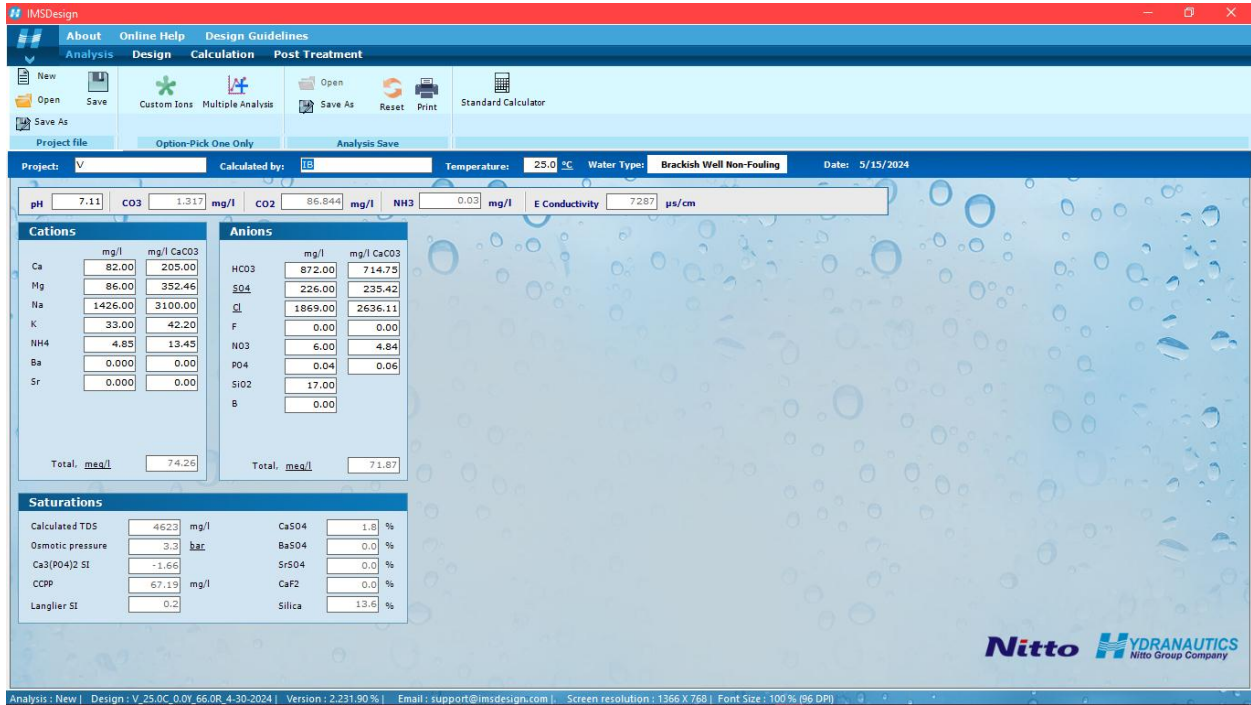 IMSDesign
About Online Help Design Guidelines
Analysis Design Calculation Post Treatment
New
Open
Save
Save As
Custom Ions Multiple Analysis
Open
Save As
Reset Print
Standard Calculator
Project file Option-Pick One Only Analysis Save
Project: V Calculated by: IB Temperature: 25.0 °C Water Type: Brackish Well Non-Fouling Date: 5/15/2024
pH 7.11 CO3 1.317 mg/l CO2 86.844 mg/l NH3 0.03 mg/l E Conductivity 7287 µs/cm
Cations
mg/l mg/l CaCO3
Ca 82.00 205.00
Mg 86.00 352.46
Na 1426.00 3100.00
K 33.00 42.20
NH4 4.85 13.45
Ba 0.000 0.00
Sr 0.000 0.00
Total, meq/l 74.26
Anions
mg/l mg/l CaCO3
HCO3 872.00 714.75
SO4 226.00 235.42
Cl 1869.00 2636.11
F 0.00 0.00
NO3 6.00 4.84
PO4 0.04 0.06
SiO2 17.00
B 0.00
Total, meq/l 71.87
Saturations
Calculated TDS 4623 mg/l CaSO4 1.8 %
Osmotic pressure 3.3 bar BaSO4 0.0 %
Ca3(PO4)2 SI -1.66 SrSO4 0.0 %
CCPP 67.19 mg/l CaF2 0.0 %
Langlier SI 0.2 Silica 13.6 %
Nitto HYDRANAUTICS
Nitto Group Company
Analysis : New | Design : V_25.0C_0.0Y_66.0R_4-30-2024 | Version : 2.231.90 % | Email : support@imsdesign.com |. Screen resolution : 1366 X 768 | Font Size : 100 % (96 DPI)